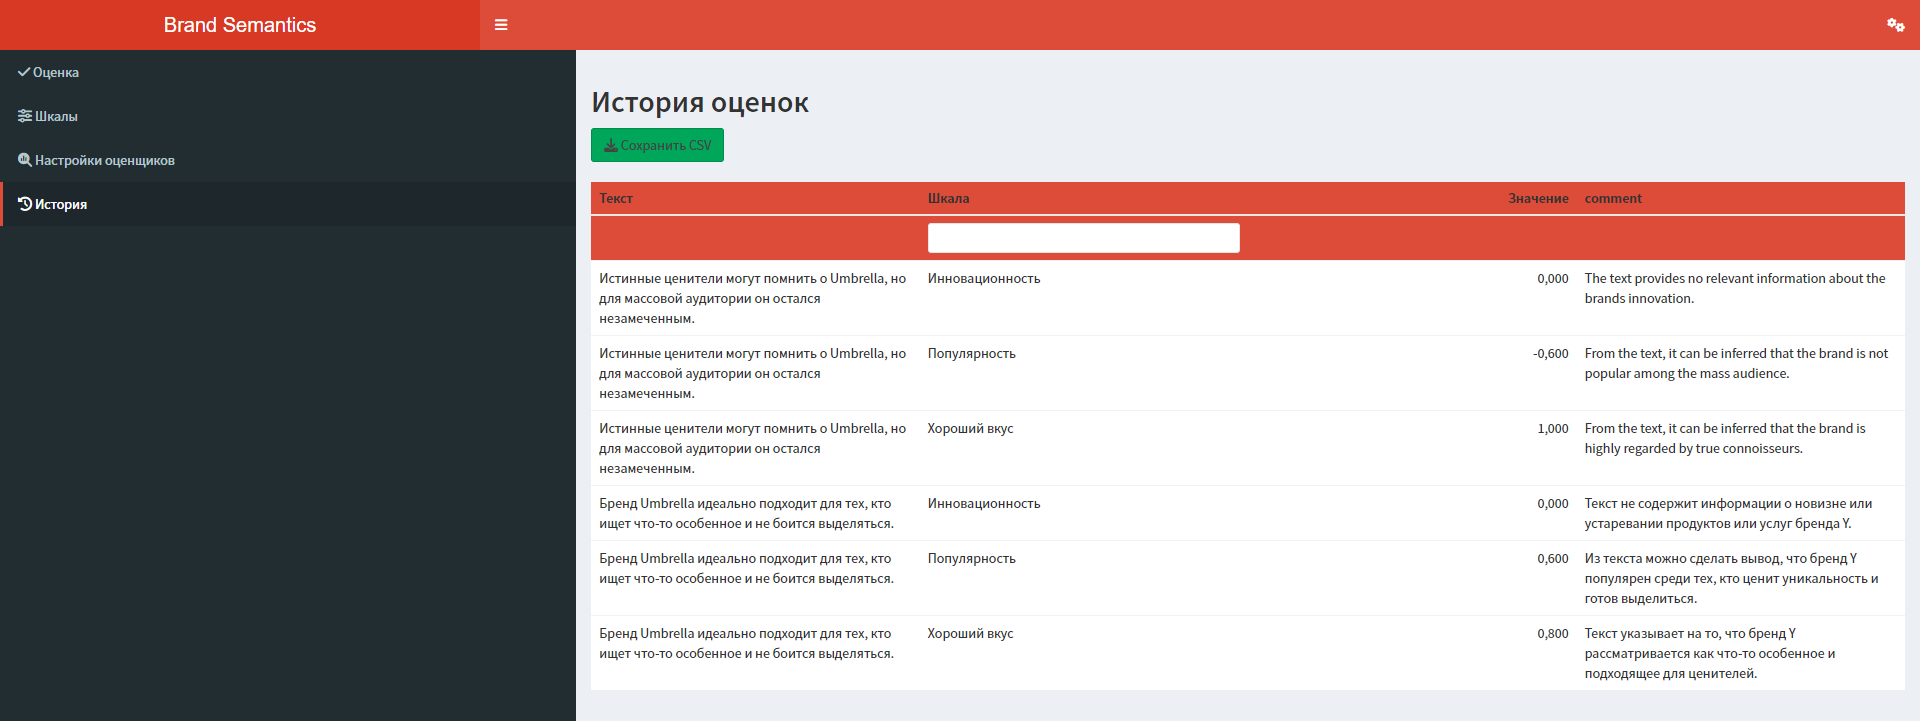 Brand Semantics
Оценка
Шкалы
Настройки оценщиков
История
История оценок
Сохранить CSV
Текст Шкала Значение comment
Истинные ценители могут помнить о Umbrella, но
для массовой аудитории он остался
незамеченным.
Инновационность
0,000
The text provides no relevant information about the
brands innovation.
Истинные ценители могут помнить о Umbrella, но
для массовой аудитории он остался
незамеченным.
Популярность
-0,600
From the text, it can be inferred that the brand is not
popular among the mass audience.
Истинные ценители могут помнить о Umbrella, но
для массовой аудитории он остался
незамеченным.
Хороший вкус
1,000
From the text, it can be inferred that the brand is
highly regarded by true connoisseurs.
Бренд Umbrella идеально подходит для тех, кто
ищет что-то особенное и не боится выделяться.
Инновационность
0,000
Текст не содержит информации о новизне или
устаревании продуктов или услуг бренда Y.
Бренд Umbrella идеально подходит для тех, кто
ищет что-то особенное и не боится выделяться.
Популярность
0,600
Из текста можно сделать вывод, что бренд Y
популярен среди тех, кто ценит уникальность и
готов выделиться.
Бренд Umbrella идеально подходит для тех, кто
ищет что-то особенное и не боится выделяться.
Хороший вкус
0,800
Текст указывает на то, что бренд Y
рассматривается как что-то особенное и
подходящее для ценителей.